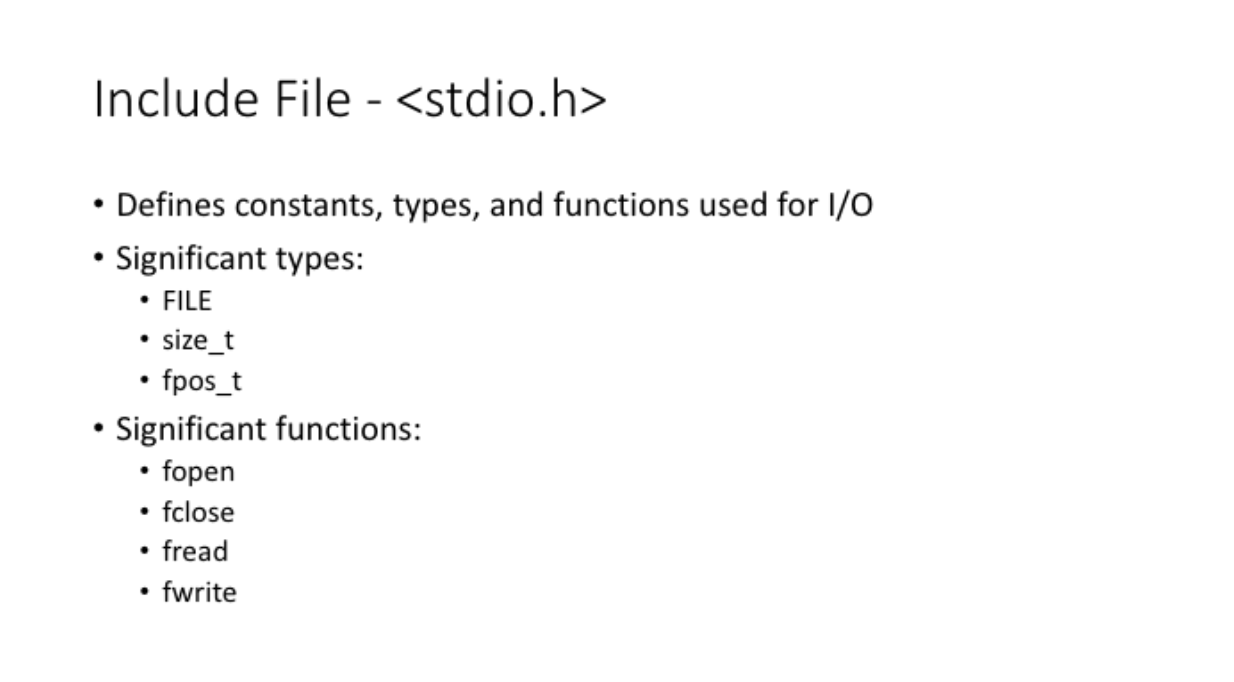 Include File - <stdio.h>
• Defines constants, types, and functions used for I/O
• Significant types:
• FILE
• size_t
• fpos_t
• Significant functions:
• fopen
• fclose
• fread
• fwrite